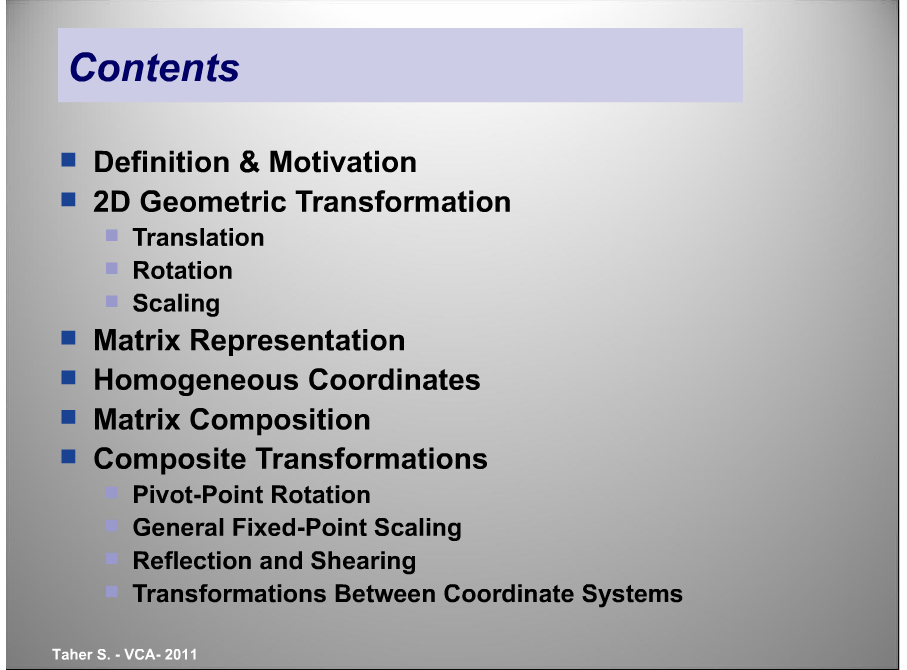 Contents
Definition & Motivation
2D Geometric Transformation
Translation
Rotation
Scaling
Matrix Representation
Homogeneous Coordinates
Matrix Composition
Composite Transformations
Pivot-Point Rotation
General Fixed-Point Scaling
Reflection and Shearing
Transformations Between Coordinate Systems
Taher S. - VCA- 2011